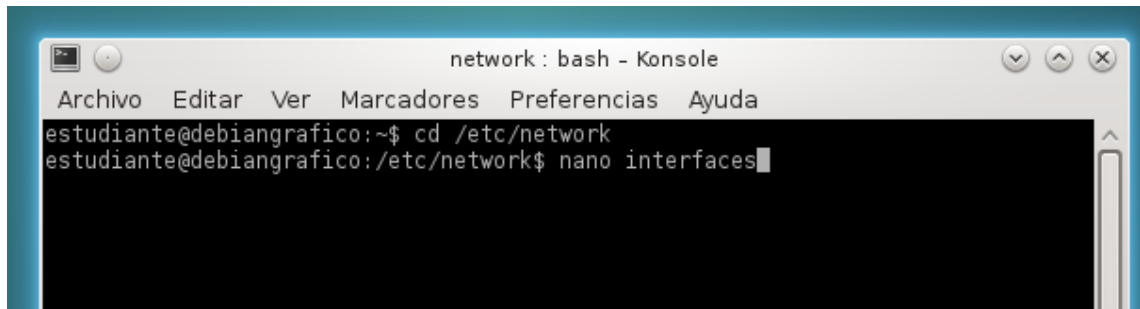 network : bash - Konsole
Archivo Editar Ver Marcadores Preferencias Ayuda
estudiante@debiangrafico:~$ cd /etc/network
estudiante@debiangrafico:/etc/network$ nano interfaces